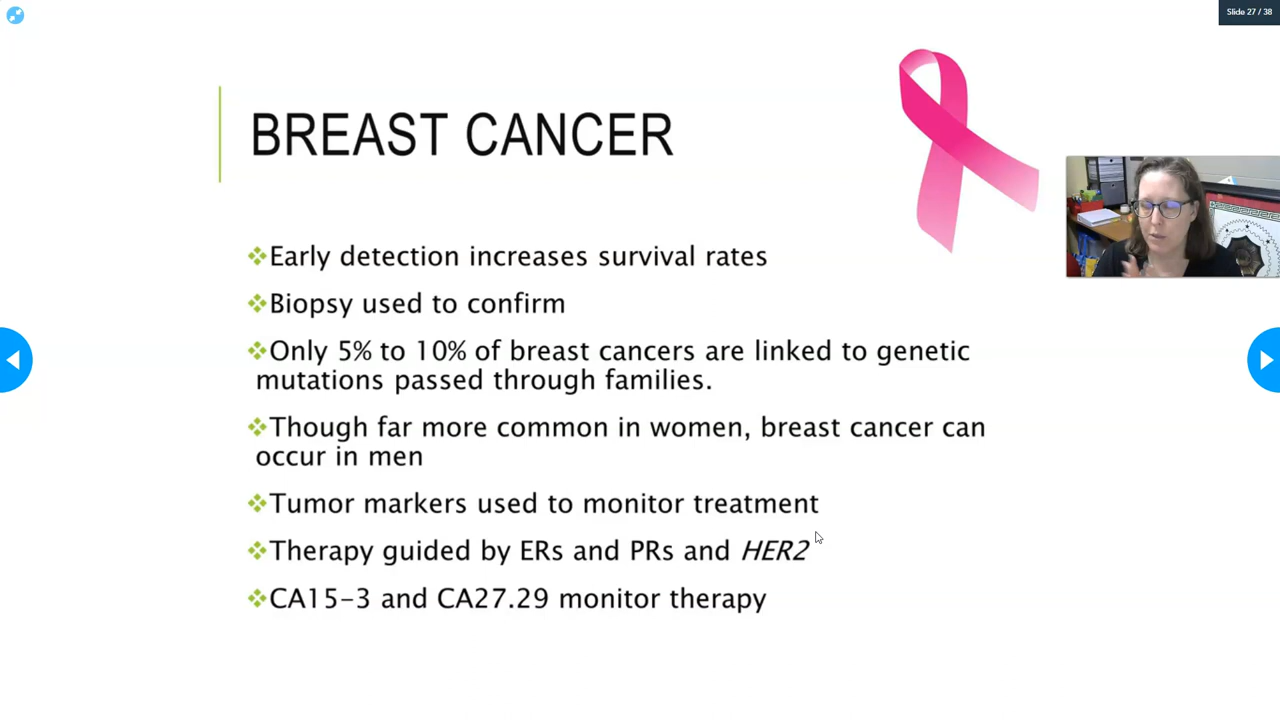 Slide 27 / 38
BREAST CANCER
Early detection increases survival rates
Biopsy used to confirm
Only 5% to 10% of breast cancers are linked to genetic
mutations passed through families.
Though far more common in women, breast cancer can
occur in men
Tumor markers used to monitor treatment
Therapy guided by ERs and PRs and HER2
CA15-3 and CA27.29 monitor therapy